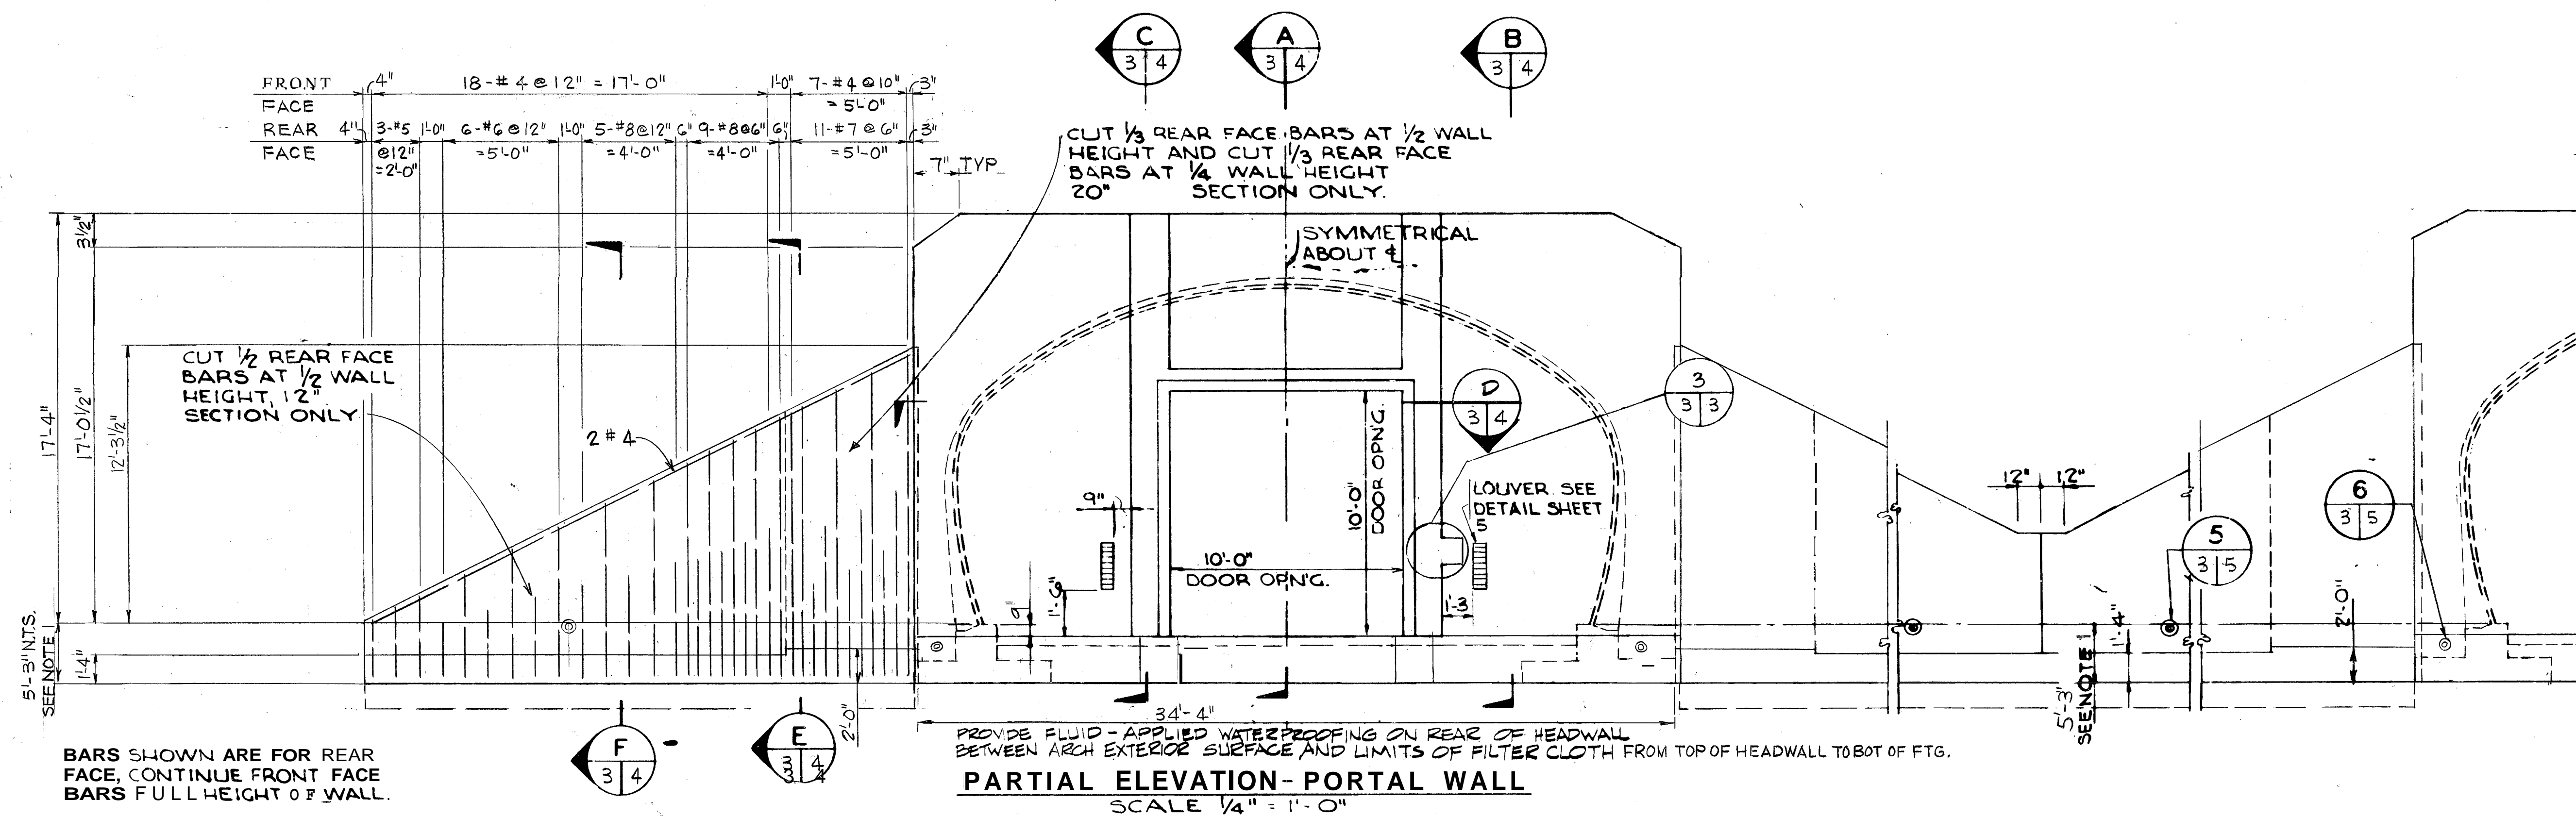 C
3 4
A
3 4
B
3 4
FRONT 4" 18-#4@12" = 17'-0" 1'-0" 7-#4@10" 3"
FACE = 5'-0"
REAR 4" 3-#5 1'-0" 6-#6@12" 1'-0" 5-#8@12" 6" 9-#8@6" 6" 11-#7@6" 3"
FACE @12" =5'-0" =4'-0" =4'-0" =5'-0"
=2'-0"
7" TYP
CUT 1/3 REAR FACE BARS AT 1/2 WALL
HEIGHT AND CUT 1/3 REAR FACE
BARS AT 1/4 WALL HEIGHT
20" SECTION ONLY.
SYMMETRICAL
ABOUT ℄
3 1/2"
17'-4"
17'-0 1/2"
12'-3 1/2"
CUT 1/2 REAR FACE
BARS AT 1/2 WALL
HEIGHT, 12"
SECTION ONLY
2 #4
D
3 4
3
3 3
10'-0"
DOOR OPN'G.
LOUVER. SEE
DETAIL SHEET
5
9"
10'-0"
DOOR OPN'G.
1'-6"
9"
1'-3
12" 12"
6
3 5
5
3 5
5'-3" N.T.S.
SEE NOTE 1
1'-4"
2'-0"
34'-4"
5'-3"
SEE NOTE 1
1'-4"
2'-0"
F
3 4
E
3 4
3 4
PROVIDE FLUID-APPLIED WATERPROOFING ON REAR OF HEADWALL
BETWEEN ARCH EXTERIOR SURFACE AND LIMITS OF FILTER CLOTH FROM TOP OF HEADWALL TO BOT OF FTG.
BARS SHOWN ARE FOR REAR
FACE, CONTINUE FRONT FACE
BARS FULL HEIGHT OF WALL.
PARTIAL ELEVATION-PORTAL WALL
SCALE 1/4" = 1'-0"